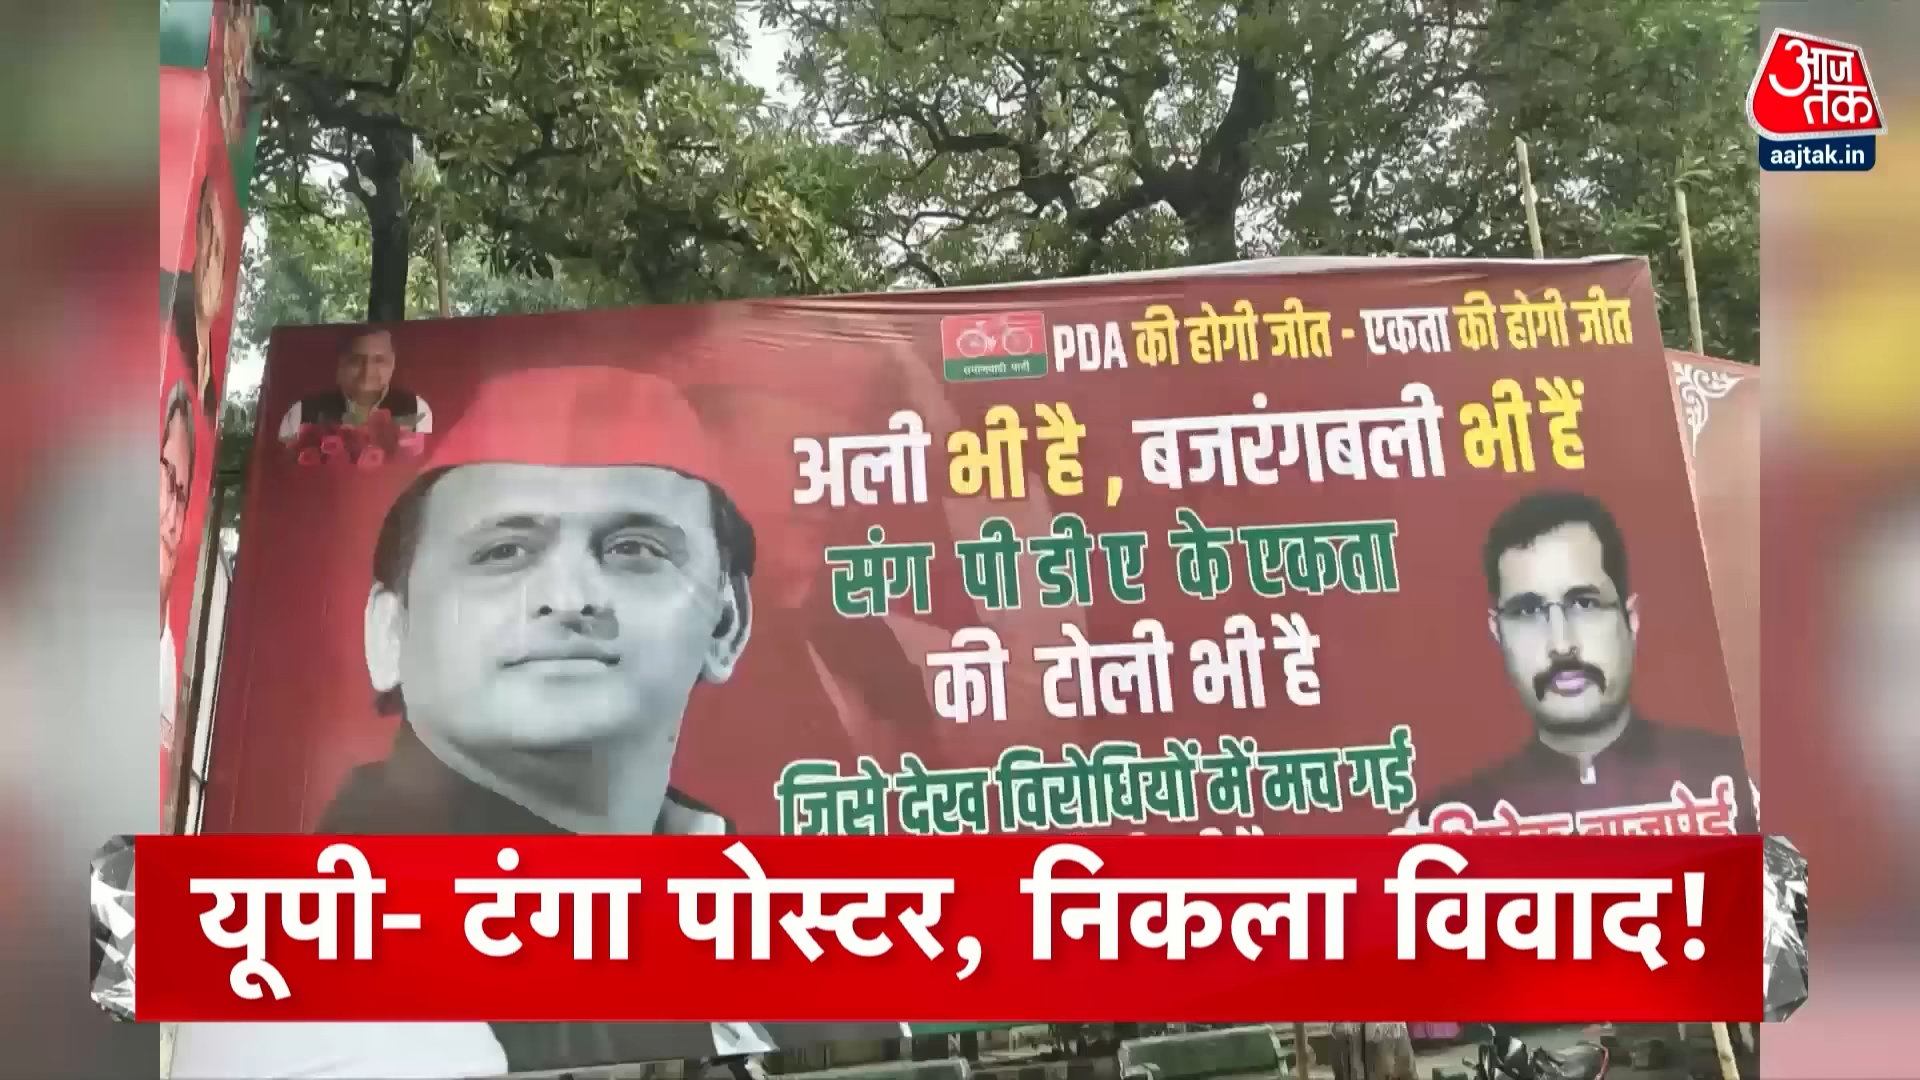 आज
तक
aajtak.in
PDA की होगी जीत - एकता की होगी जीत
समाजवादी पार्टी
अली भी है , बजरंगबली भी हैं
संग पी डी ए के एकता
की टोली भी है
जिसे देख विरोधियों में मच गई
यूपी- टंगा पोस्टर, निकला विवाद!